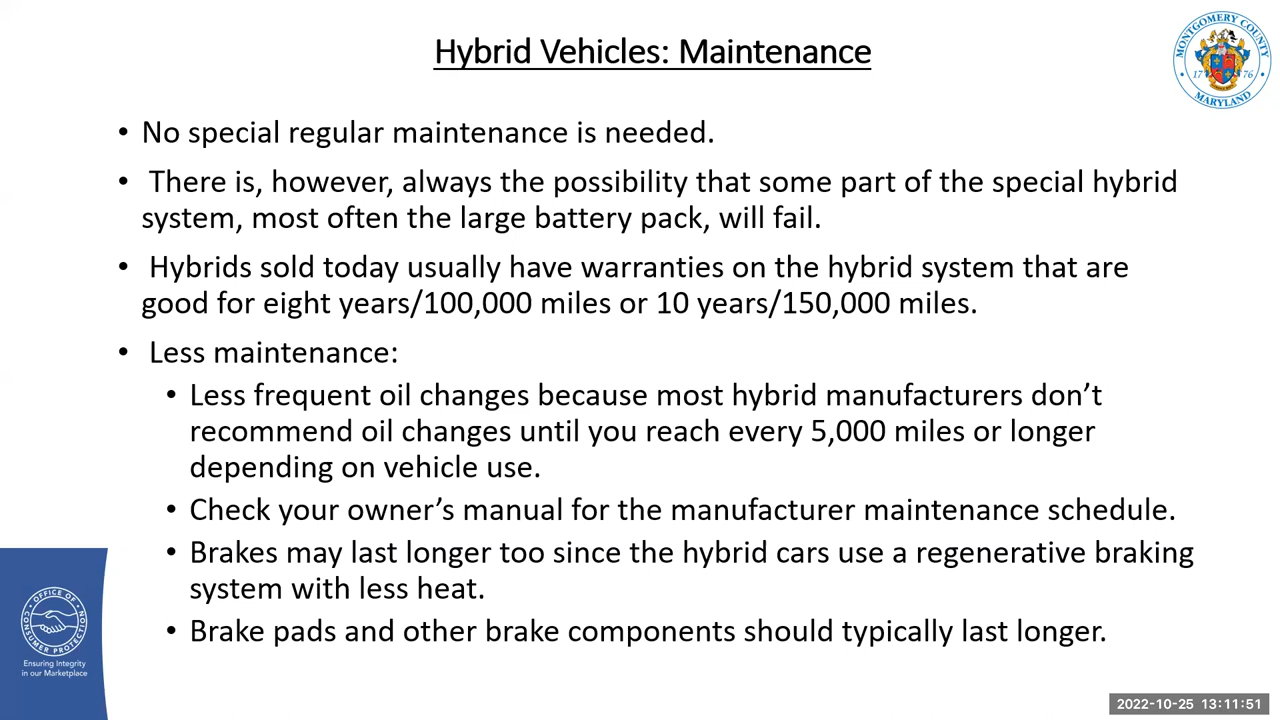 Hybrid Vehicles: Maintenance
MONTGOMERY COUNTY
17 76
MARYLAND
• No special regular maintenance is needed.
• There is, however, always the possibility that some part of the special hybrid
system, most often the large battery pack, will fail.
• Hybrids sold today usually have warranties on the hybrid system that are
good for eight years/100,000 miles or 10 years/150,000 miles.
• Less maintenance:
• Less frequent oil changes because most hybrid manufacturers don’t
recommend oil changes until you reach every 5,000 miles or longer
depending on vehicle use.
• Check your owner’s manual for the manufacturer maintenance schedule.
• Brakes may last longer too since the hybrid cars use a regenerative braking
system with less heat.
• Brake pads and other brake components should typically last longer.
OFFICE OF
CONSUMER PROTECTION
Ensuring Integrity
in our Marketplace
2022-10-25 13:11:51